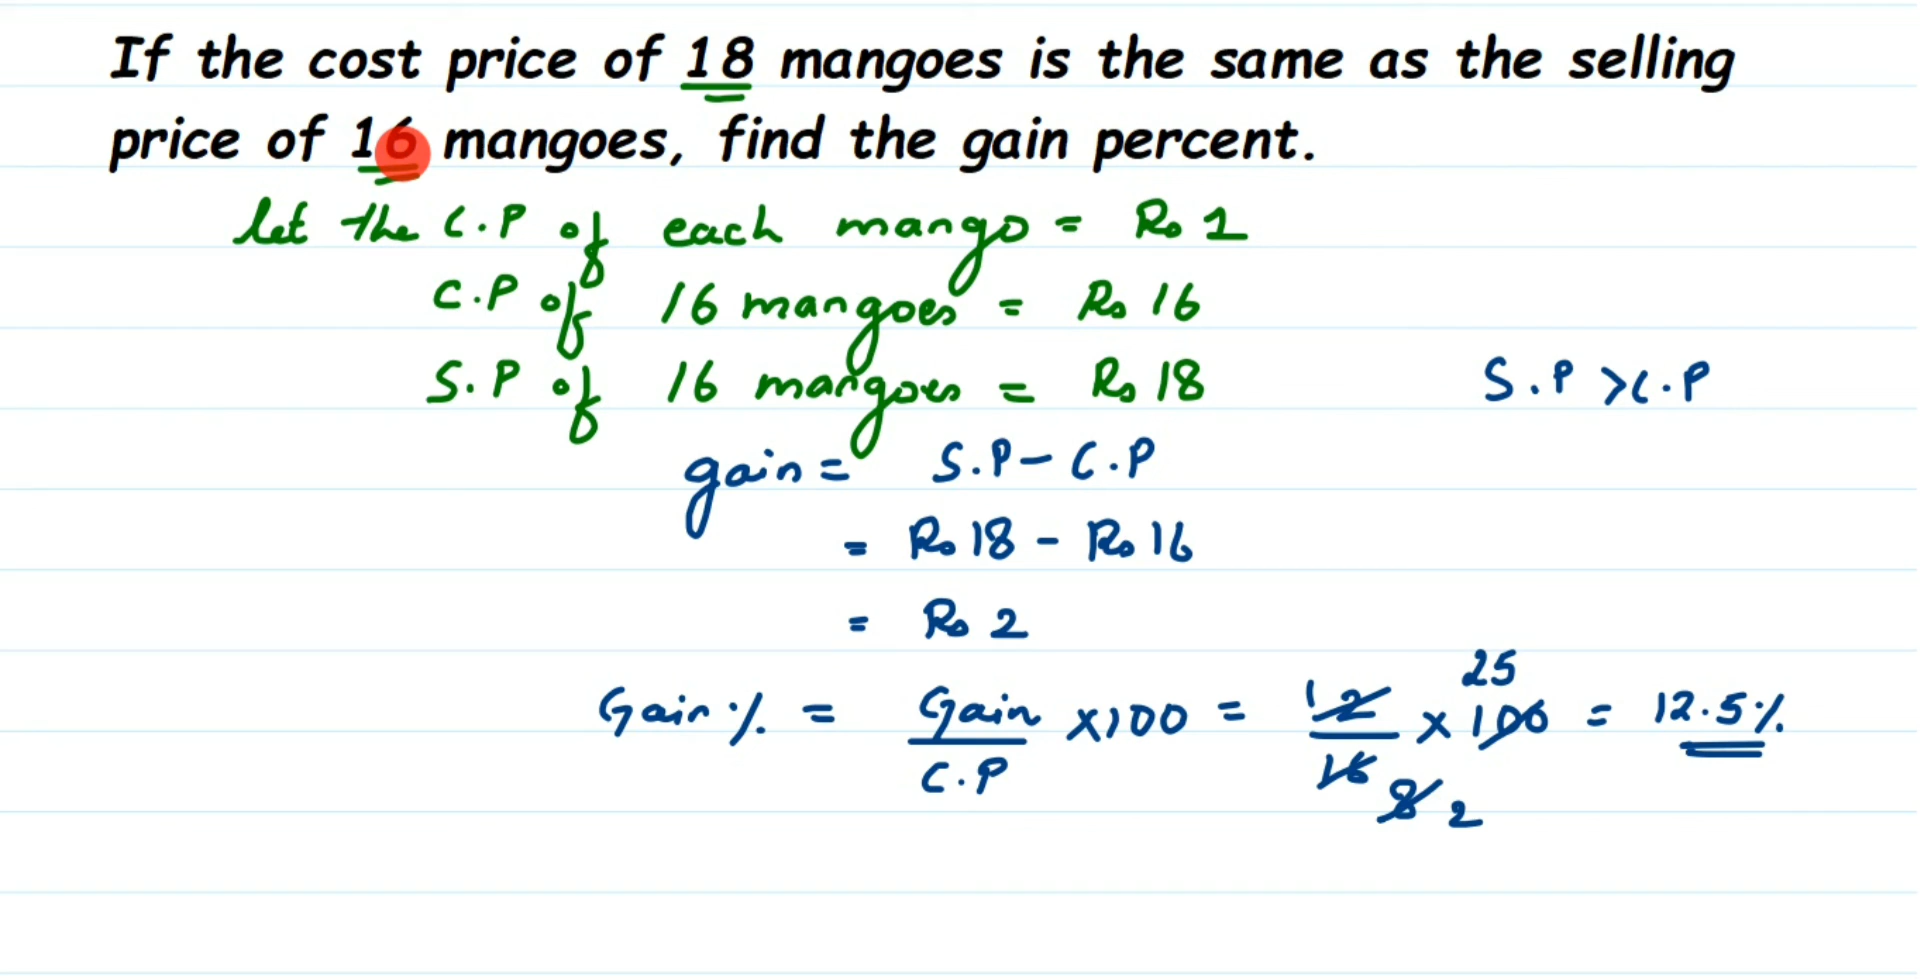 If the cost price of 18 mangoes is the same as the selling
price of 16 mangoes, find the gain percent.
let the C.P of each mango = Rs 1
C.P of 16 mangoes = Rs 16
S.P of 16 mangoes = Rs 18 S.P > C.P
gain = S.P - C.P
= Rs 18 - Rs 16
= Rs 2
25
Gain % = Gain ×100 = 1 2 × 100 = 12.5%
C.P 16 8 2